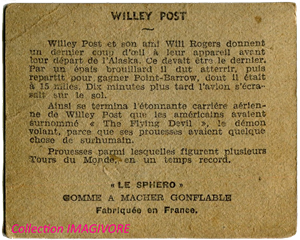 WILLEY POST
Willey Post et son ami Will Rogers donnent
un dernier coup d'œil à leur appareil avant
leur départ de l'Alaska. Ce devait être le dernier.
Par un épais brouillard il dut atterrir, puis
repartit pour gagner Point-Barrow, dont il était
à 15 miles. Dix minutes plus tard l'avion s'écra-
sait sur le sol.
Ainsi se termina l'étonnante carrière aérien-
ne de Willey Post que les américains avaient
surnommé « The Flying Devil », le démon
volant, parce que ses prouesses avaient quelque
chose de surhumain.
Prouesses parmi lesquelles figurent plusieurs
Tours du Monde, en un temps record.
« LE SPHERO »
GOMME A MACHER GONFLABLE
Fabriquée en France.
Collection IMAGIVORE